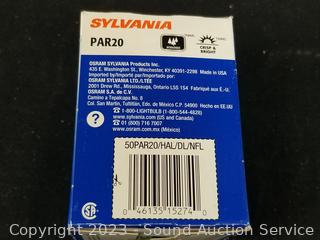 SYLVANIA
PAR20
CRISP &
BRIGHT
OSRAM SYLVANIA Products Inc.
435 E. Washington St., Winchester, KY 40391-2298 Made in USA
Imported by/Importé par/Importado por:
OSRAM SYLVANIA LTD./LTÉE
2001 Drew Rd., Mississauga, Ontario L5S 1S4 Fabriqué aux É.-U.
OSRAM S.A. de C.V.
Camino a Tepalcapa No. 8
Col. San Martín, Tultitlán, Edo. de México C.P. 54900 Hecho en EUA
?
1-800-LIGHTBULB (1-800-544-4828)
www.sylvania.com (US and Canada)
01 (800) 716 7007
www.osram.com.mx (México)
50PAR20/HAL/DL/NFL
0 46135 15274 0
© 2023 - Sound Auction Service